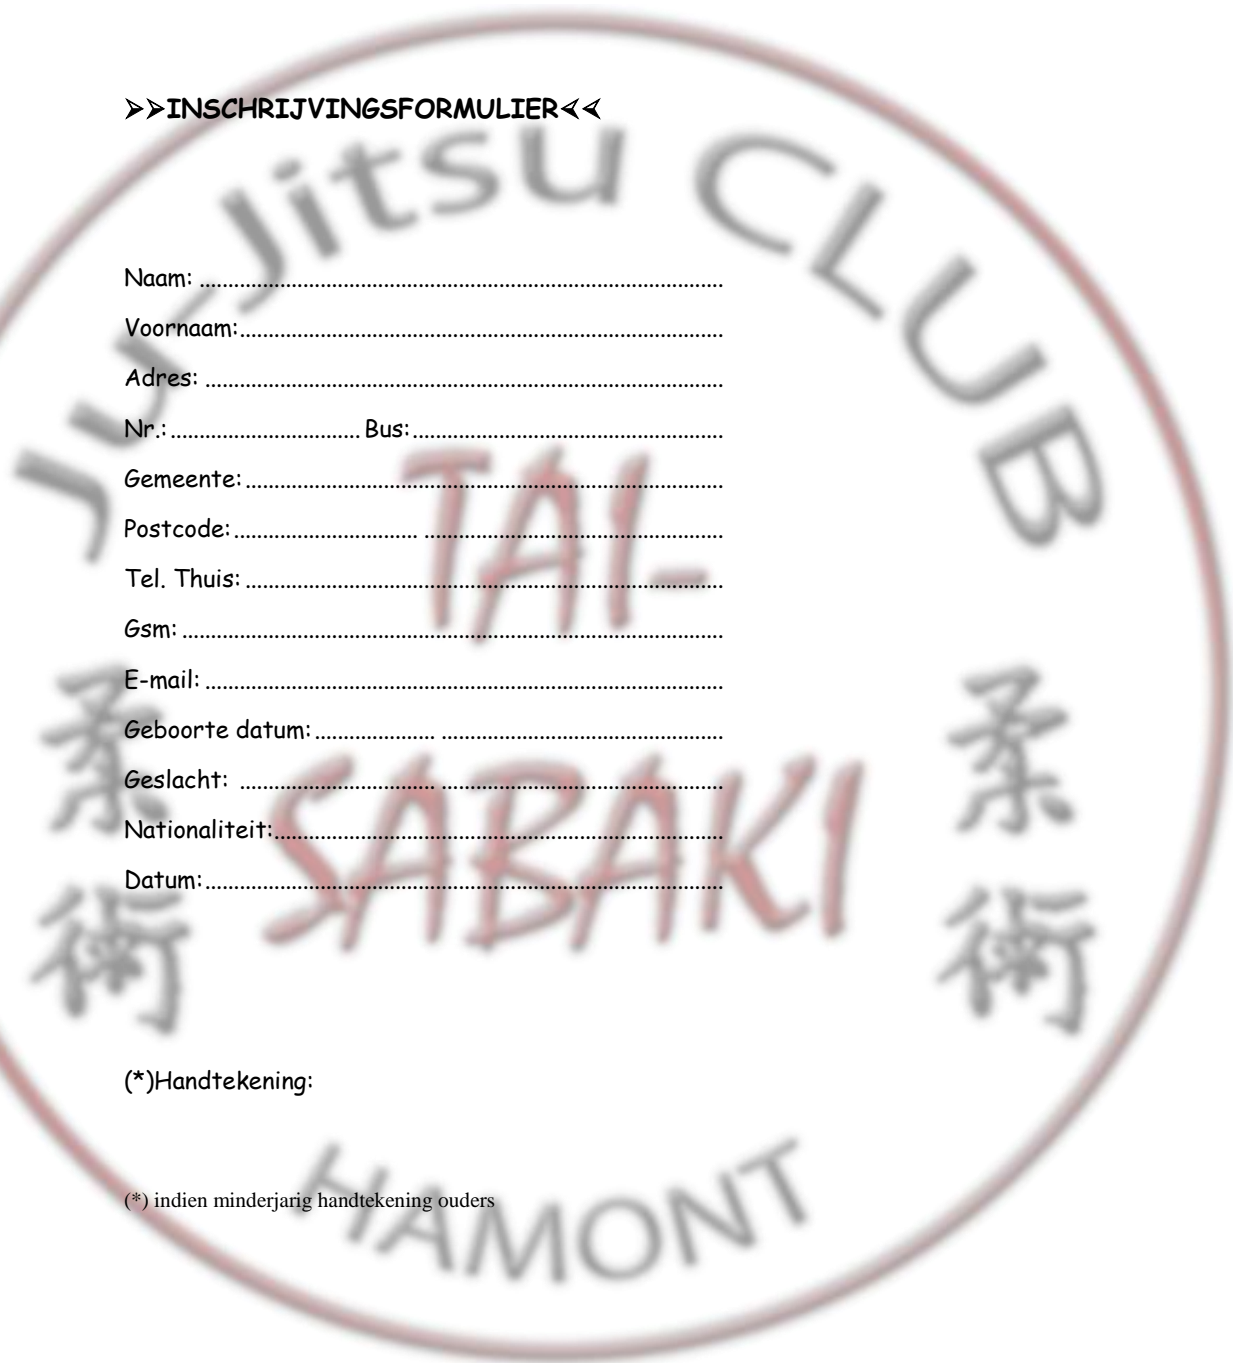 ➢➢INSCHRIJVINGSFORMULIER⮘⮘
Ju-Jitsu CLUB
Naam: ...........................................................................................
Voornaam:....................................................................................
Adres: ..........................................................................................
Nr.:................................. Bus:......................................................
Gemeente: ...................................................................................
Postcode:................................ ....................................................
Tel. Thuis: ...................................................................................
Gsm: ..............................................................................................
E-mail: ..........................................................................................
Geboorte datum:..................... .................................................
Geslacht: .................................. .................................................
Nationaliteit:..............................................................................
Datum:..........................................................................................
TAI-
SABAKI
柔
術
柔
術
(*)Handtekening:
(*) indien minderjarig handtekening ouders
HAMONT